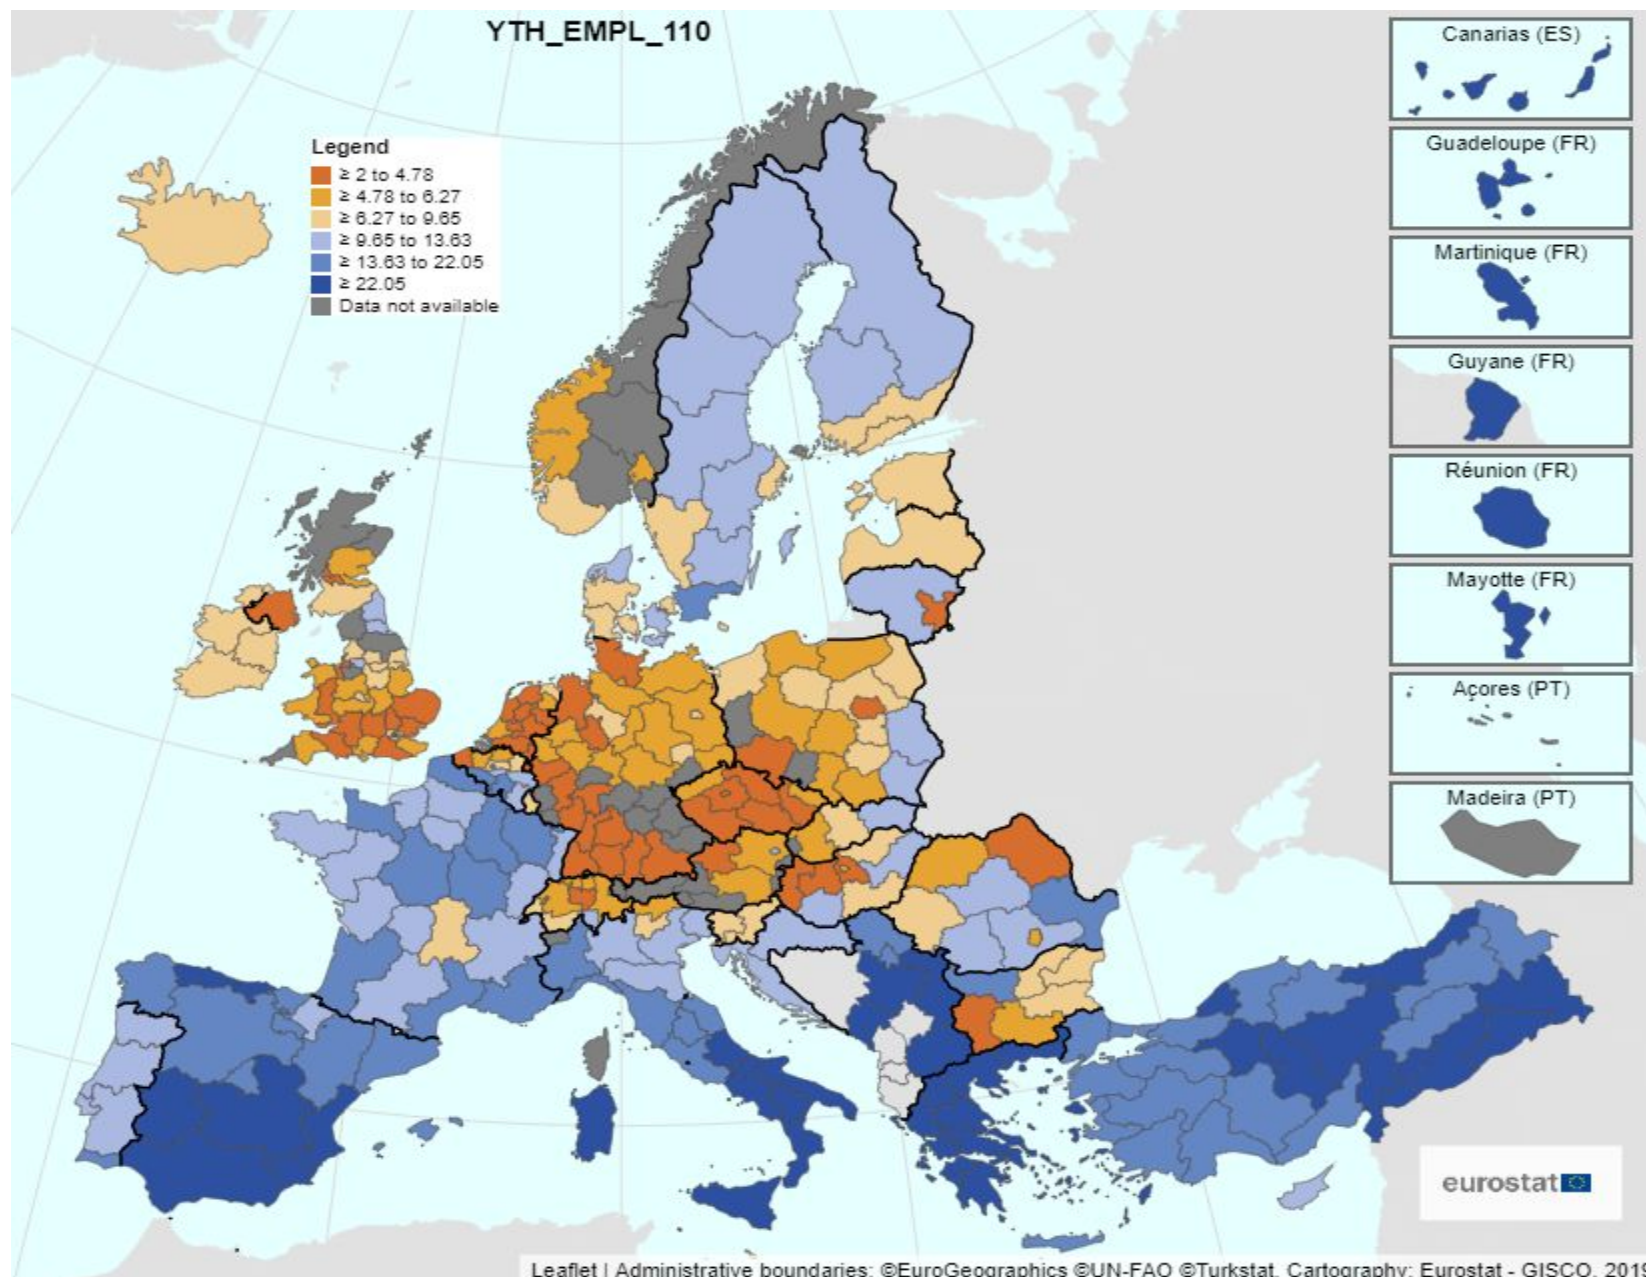 YTH_EMPL_110
Legend
≥ 2 to 4.78
≥ 4.78 to 6.27
≥ 6.27 to 9.65
≥ 9.65 to 13.63
≥ 13.63 to 22.05
≥ 22.05
Data not available
Canarias (ES)
Guadeloupe (FR)
Martinique (FR)
Guyane (FR)
Réunion (FR)
Mayotte (FR)
Açores (PT)
Madeira (PT)
eurostat
Leaflet | Administrative boundaries: ©EuroGeographics ©UN-FAO ©Turkstat, Cartography: Eurostat - GISCO, 2019